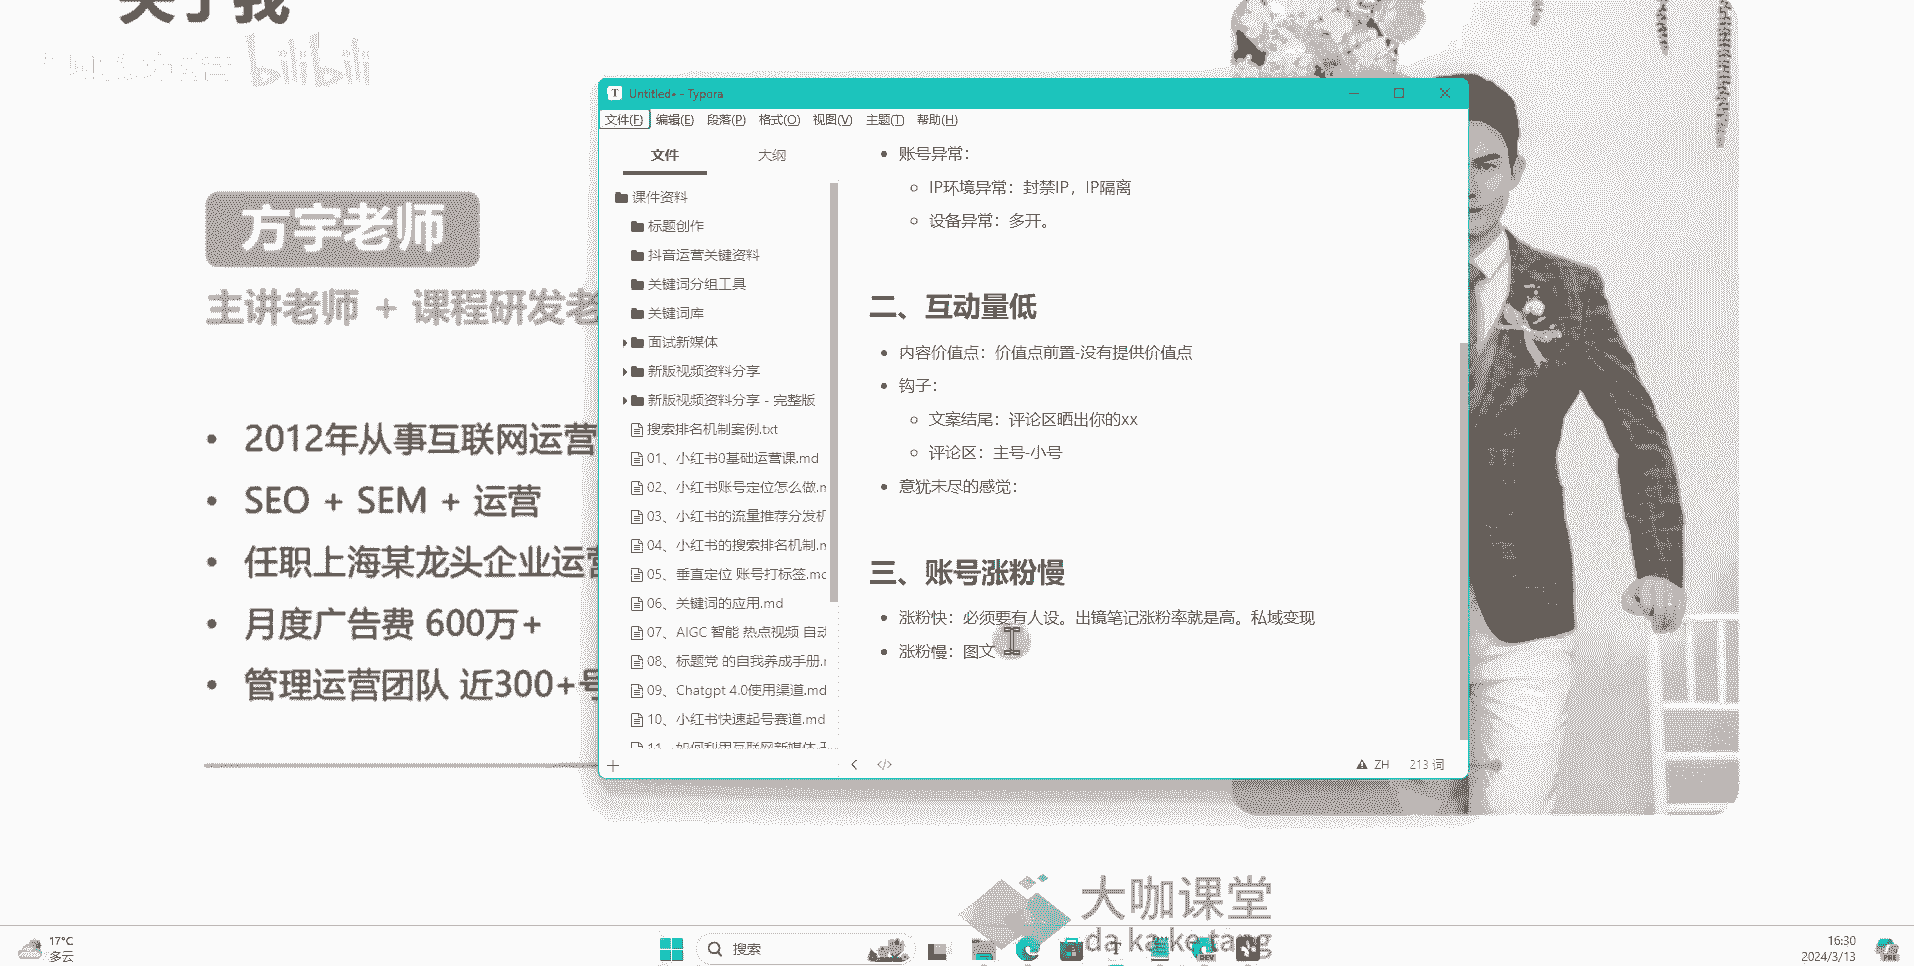 关于我
bilibili
方宇老师
主讲老师 + 课程研发老
2012年从事互联网运营
SEO + SEM + 运营
任职上海某龙头企业运营
月度广告费 600万+
管理运营团队 近300+号
Untitled• - Typora
文件(F) 编辑(E) 段落(P) 格式(O) 视图(V) 主题(T) 帮助(H)
文件 大纲
课件资料
标题创作
抖音运营关键资料
关键词分组工具
关键词库
面试新媒体
新版视频资料分享
新版视频资料分享 - 完整版
搜索排名机制案例.txt
01、小红书0基础运营课.md
02、小红书账号定位怎么做.m
03、小红书的流量推荐分发机
04、小红书的搜索排名机制.m
05、垂直定位 账号打标签.mc
06、关键词的应用.md
07、AIGC 智能 热点视频 自动
08、标题党 的自我养成手册.r
09、Chatgpt 4.0使用渠道.md
10、小红书快速起号赛道.md
11、如何利用互联网新媒体
账号异常：
IP环境异常：封禁IP，IP隔离
设备异常：多开。
二、互动量低
内容价值点：价值点前置-没有提供价值点
钩子：
文案结尾：评论区晒出你的xx
评论区：主号-小号
意犹未尽的感觉：
三、账号涨粉慢
涨粉快：必须要有人设。出镜笔记涨粉率就是高。私域变现
涨粉慢：图文
ZH 213 词
大咖课堂
da ka ke tang
17°C
多云
搜索
DEV
16:30
2024/3/13
PRE